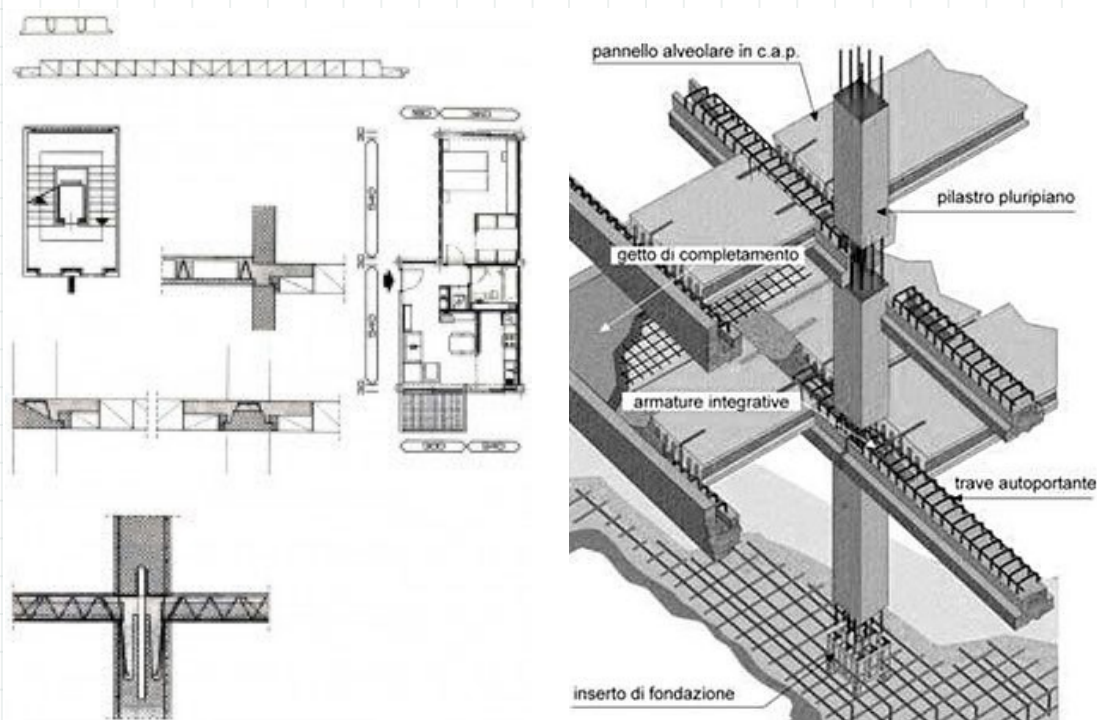 pannello alveolare in c.a.p.
pilastro pluripiano
getto di completamento
armature integrative
trave autoportante
inserto di fondazione